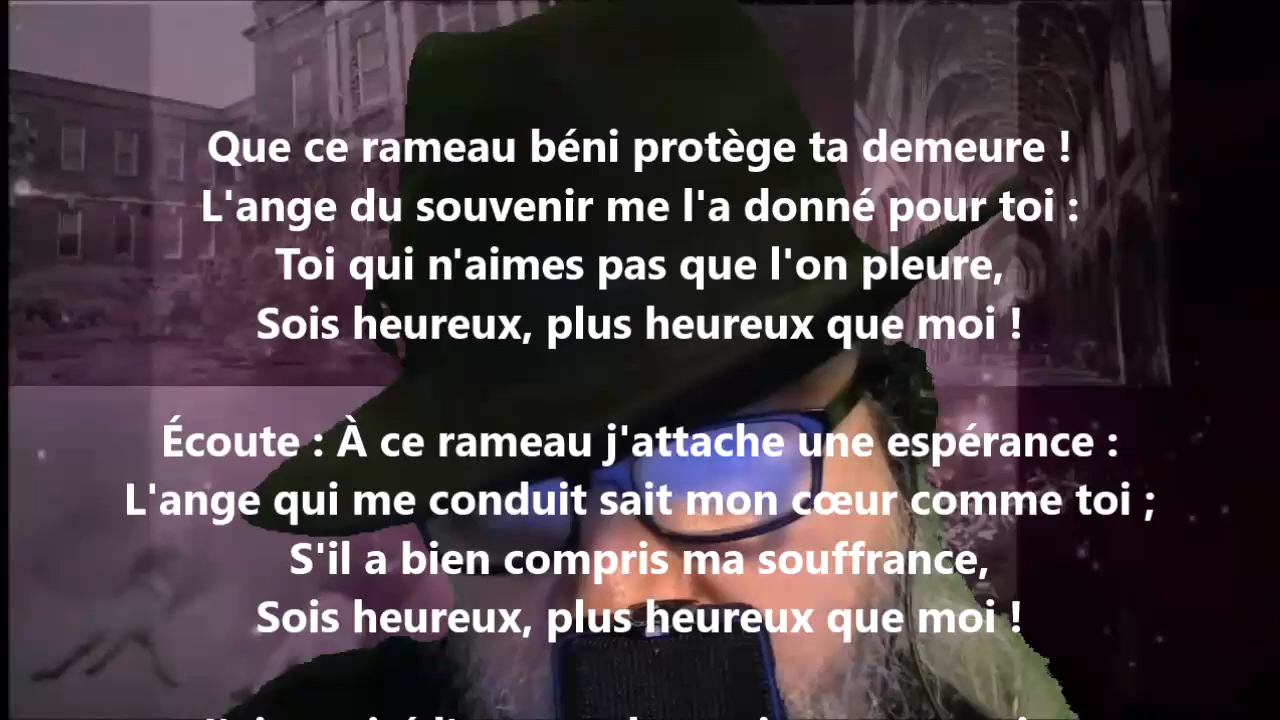 Que ce rameau béni protège ta demeure !
L'ange du souvenir me l'a donné pour toi :
Toi qui n'aimes pas que l'on pleure,
Sois heureux, plus heureux que moi !
Écoute : À ce rameau j'attache une espérance :
L'ange qui me conduit sait mon cœur comme toi ;
S'il a bien compris ma souffrance,
Sois heureux, plus heureux que moi !